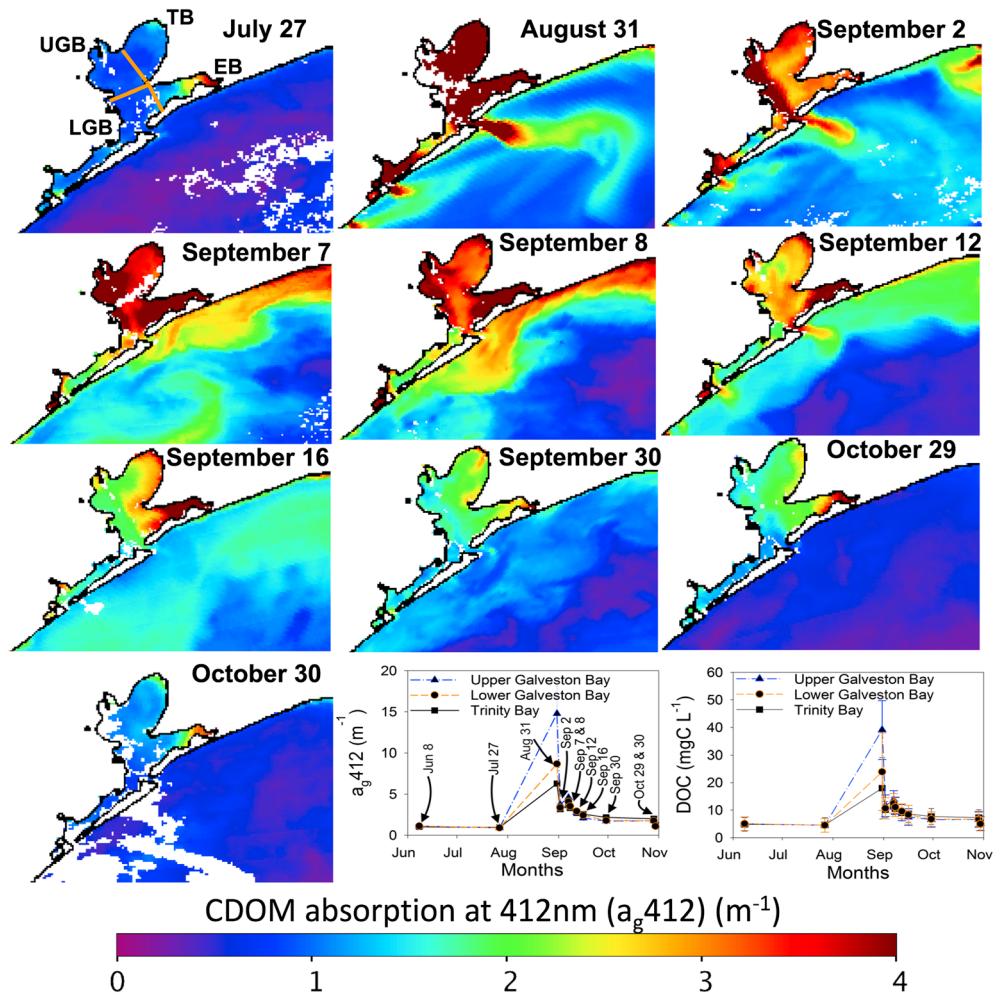 July 27
TB
UGB
EB
LGB
August 31
September 2
September 7
September 8
September 12
September 16
September 30
October 29
October 30
20
15
10
5
0
a_g412 (m^-1)
Upper Galveston Bay
Lower Galveston Bay
Trinity Bay
Jun 8
Jul 27
Aug 31
Sep 2
Sep 7 & 8
Sep 12
Sep 16
Sep 30
Oct 29 & 30
Jun Jul Aug Sep Oct Nov
Months
60
50
40
30
20
10
0
DOC (mgC L^-1)
Upper Galveston Bay
Lower Galveston Bay
Trinity Bay
Jun Jul Aug Sep Oct Nov
Months
CDOM absorption at 412nm (a_g412) (m^-1)
0 1 2 3 4